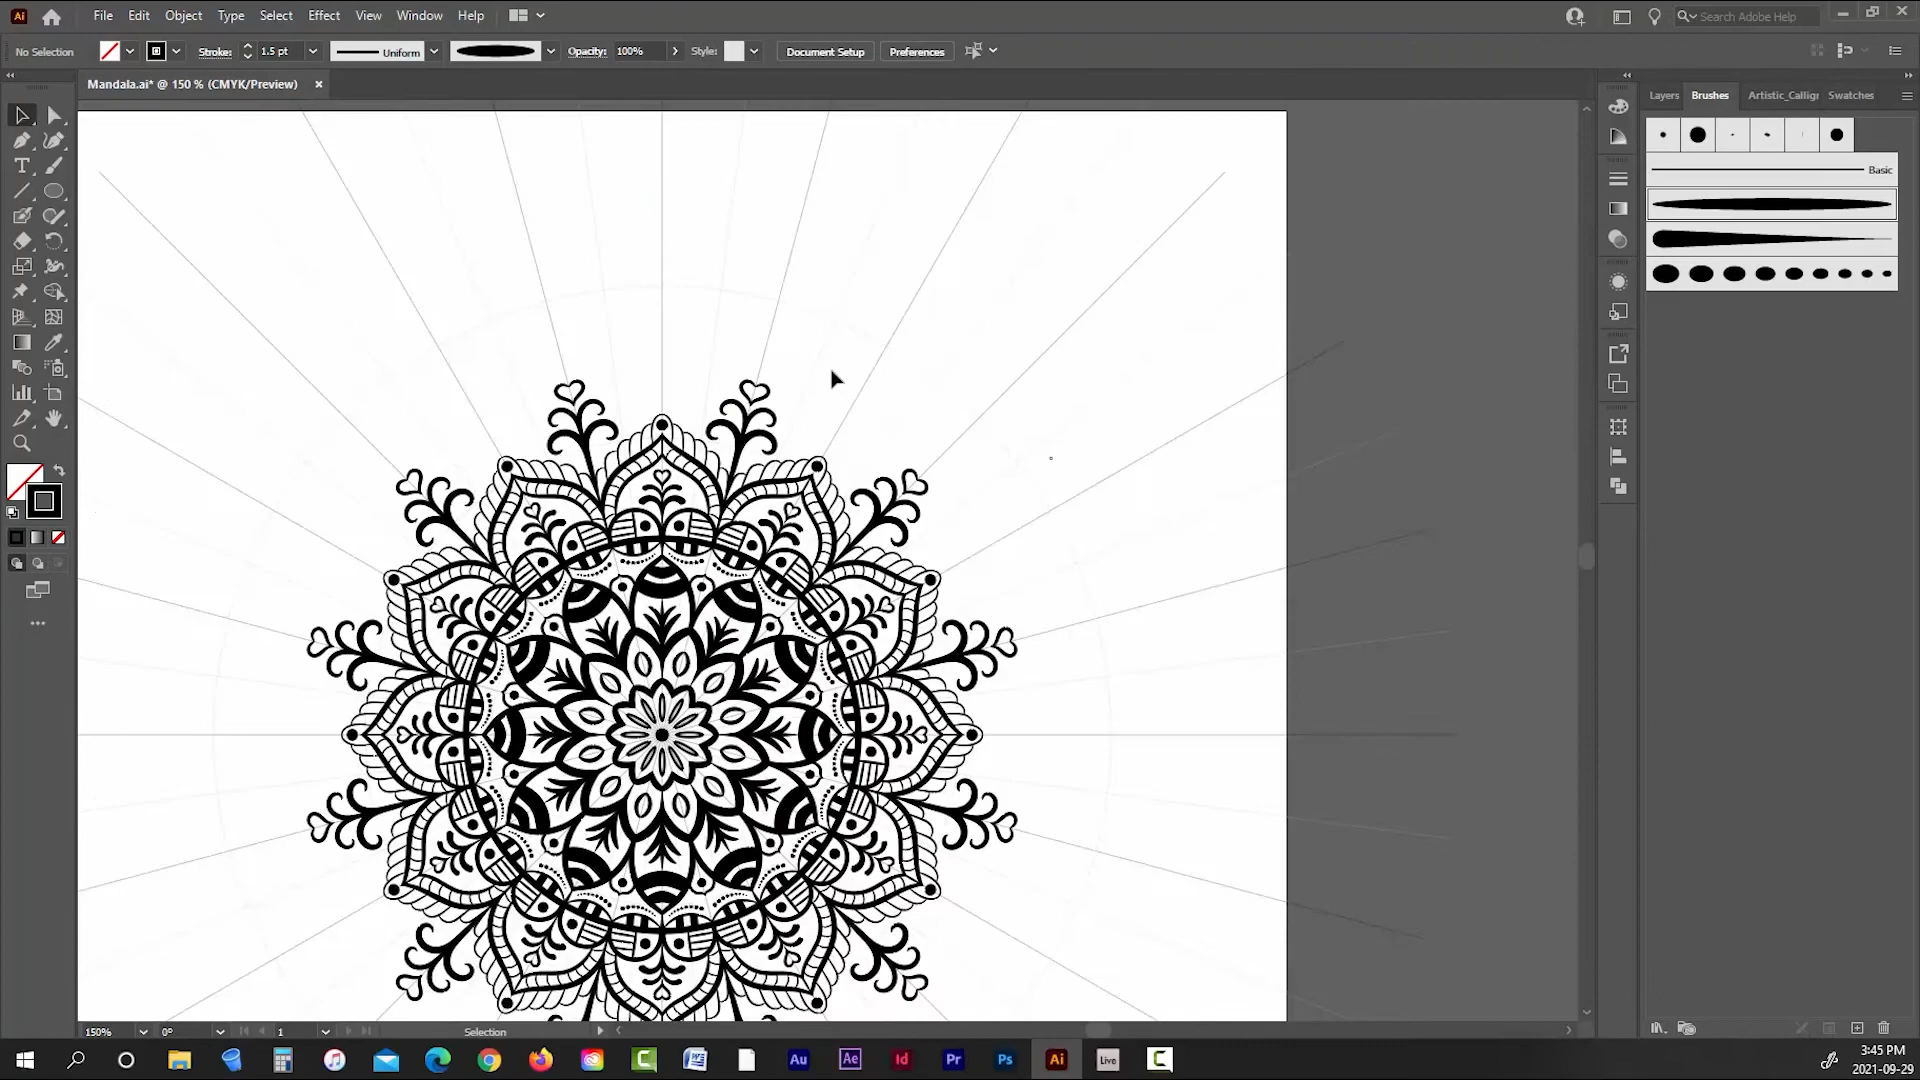 Ai File Edit Object Type Select Effect View Window Help Search Adobe Help
No Selection Stroke: 1.5 pt Uniform Opacity: 100% Style: Document Setup Preferences
Mandala.ai* @ 150 % (CMYK/Preview) ×
Layers Brushes Artistic_Calligr Swatches
Basic
150% 0° 1 Selection
Au Ae Id Pr Ps Ai Live
3:45 PM
2021-09-29